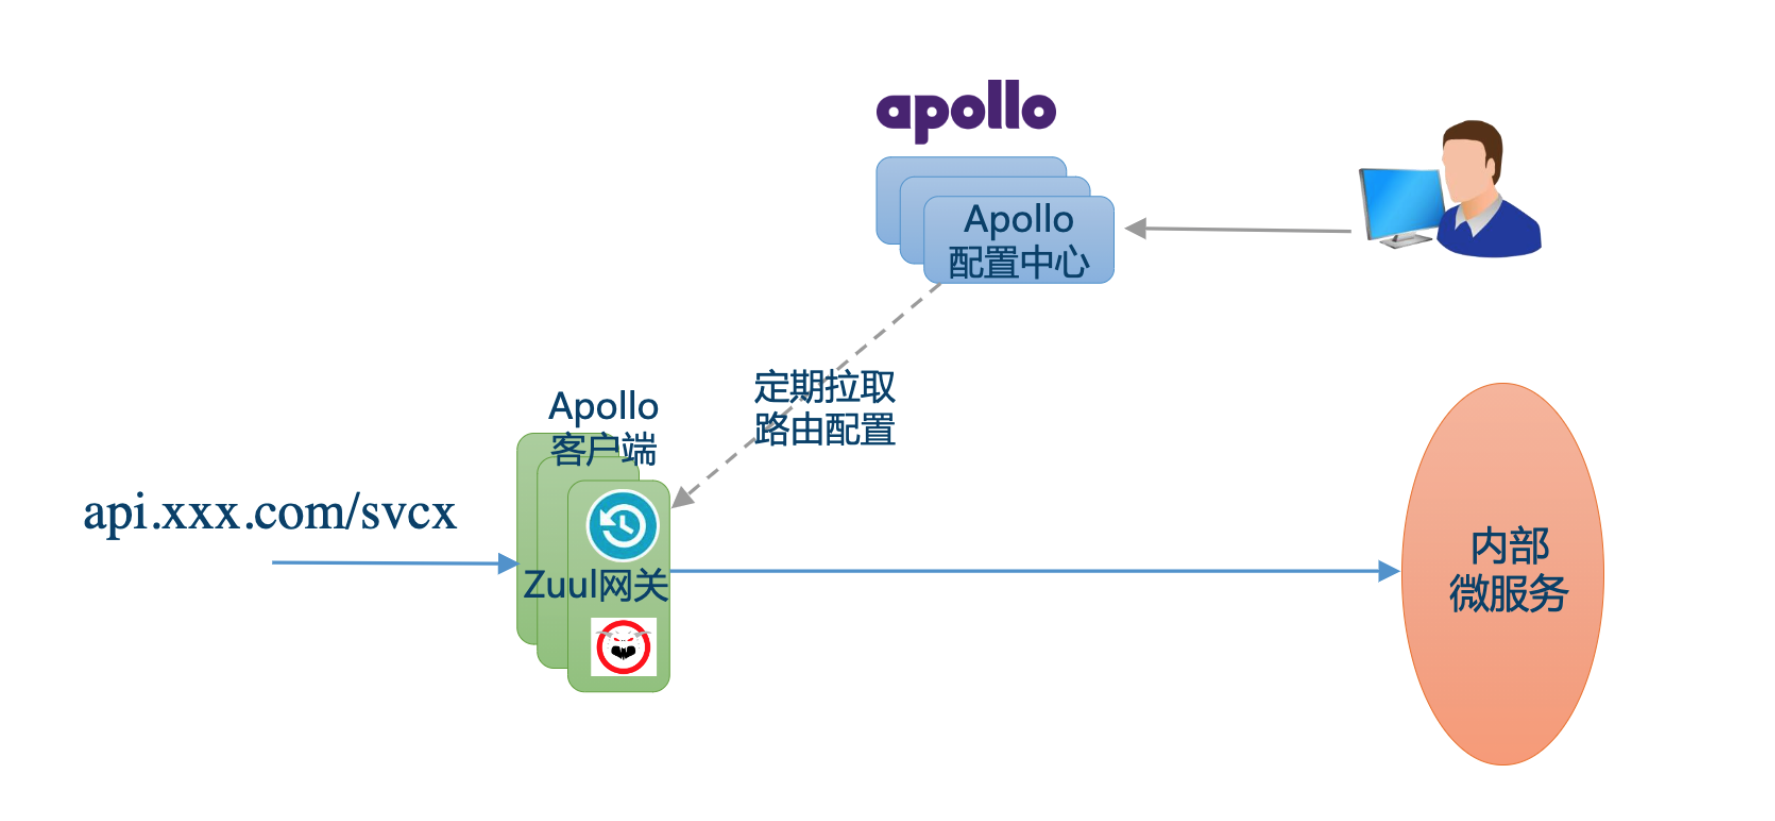 apollo
Apollo
配置中心
定期拉取
路由配置
Apollo
客户端
api.xxx.com/svcx
Zuul网关
内部
微服务